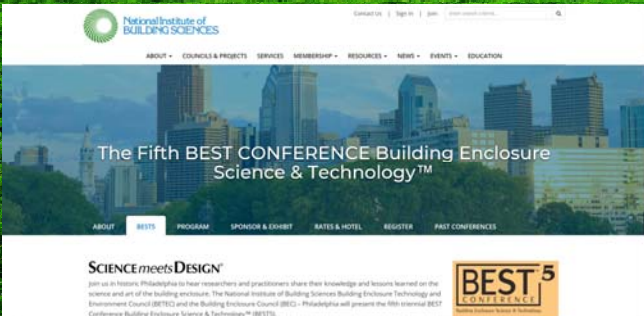 National Institute of
BUILDING SCIENCES
Contact Us | Sign In | Join
ABOUT COUNCILS & PROJECTS SERVICES MEMBERSHIP RESOURCES NEWS EVENTS EDUCATION
The Fifth BEST CONFERENCE Building Enclosure
Science & Technology™
ABOUT BEST5 PROGRAM SPONSOR & EXHIBIT RATES & HOTEL REGISTER PAST CONFERENCES
SCIENCE meets DESIGN
Join us in historic Philadelphia to hear researchers and practitioners share their knowledge and lessons learned on the
science and art of the building enclosure. The National Institute of Building Sciences Building Enclosure Technology and
Environment Council (BETEC) and the Building Enclosure Council (BEC) – Philadelphia will present the fifth triennial BEST
Conference Building Enclosure Science & Technology™ (BEST5).
BEST 5
CONFERENCE
Building Enclosure Science & Technology